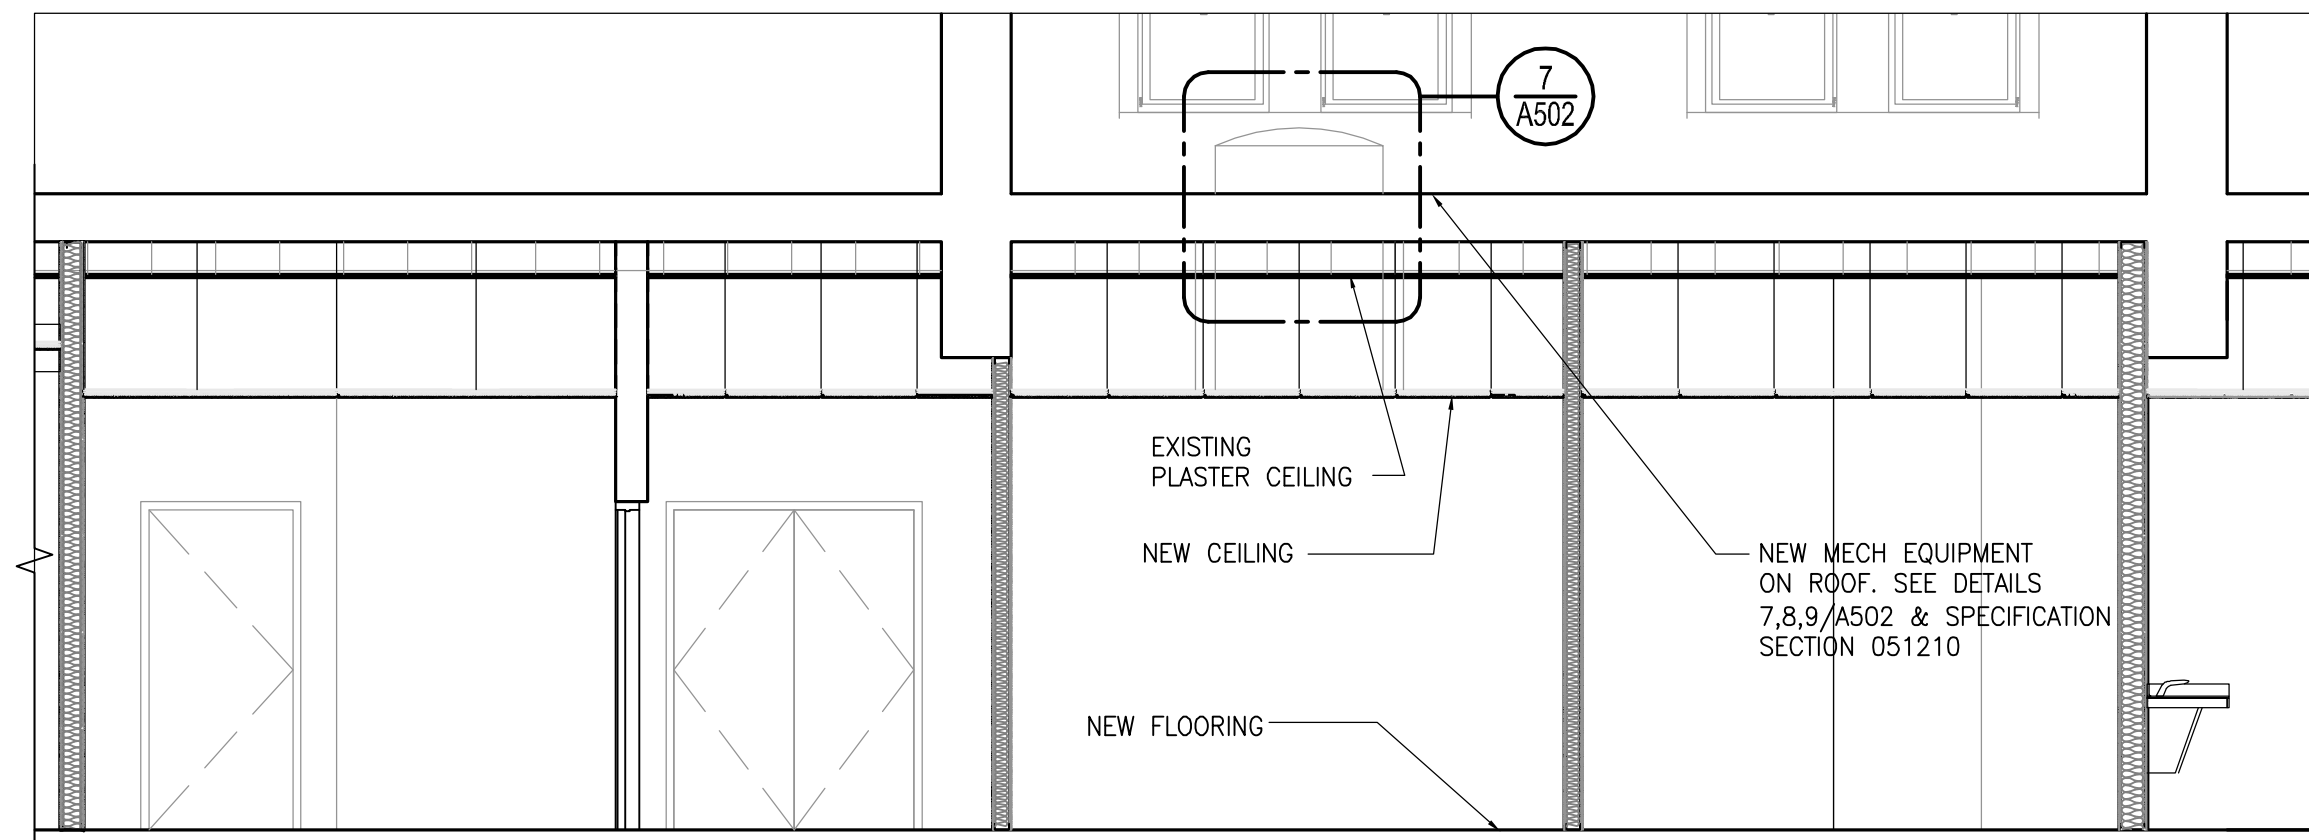 7
A502
EXISTING
PLASTER CEILING
NEW CEILING
NEW MECH EQUIPMENT
ON ROOF. SEE DETAILS
7,8,9/A502 & SPECIFICATION
SECTION 051210
NEW FLOORING